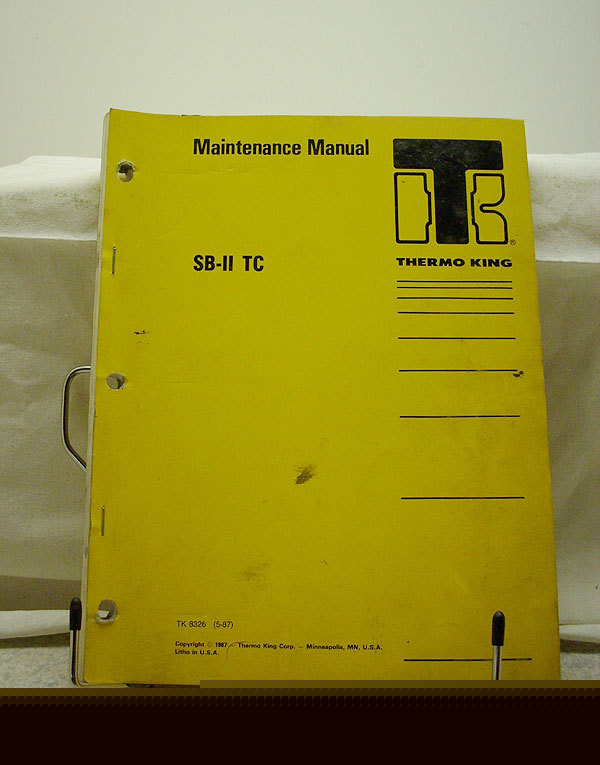 Maintenance Manual
TK
®
THERMO KING
SB-II TC
TK 8326 (5-87)
Copyright © 1987 — Thermo King Corp. — Minneapolis, MN, U.S.A.
Litho in U.S.A.